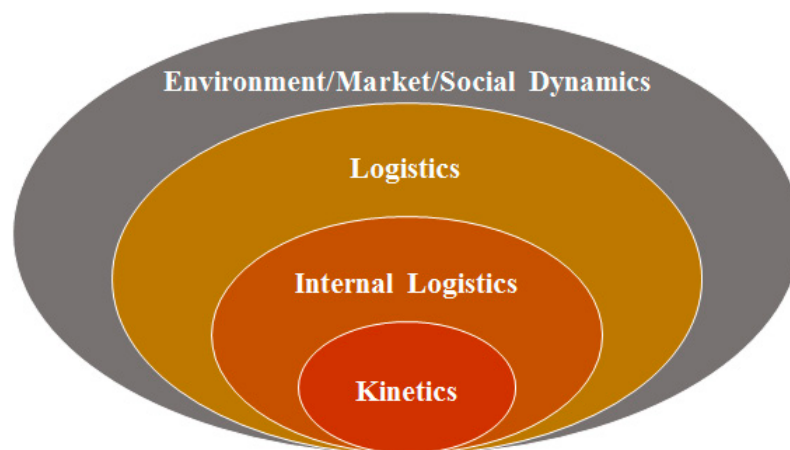 Environment/Market/Social Dynamics
Logistics
Internal Logistics
Kinetics